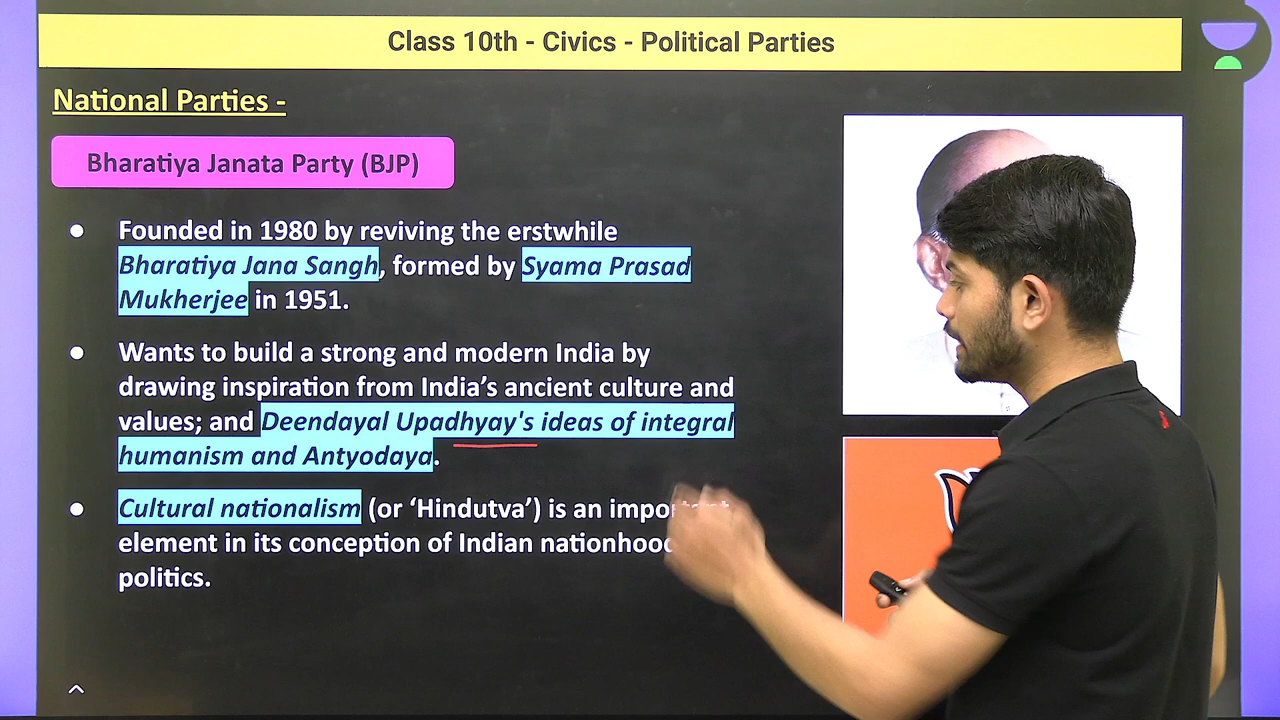 Class 10th - Civics - Political Parties
National Parties -
Bharatiya Janata Party (BJP)
● Founded in 1980 by reviving the erstwhile
Bharatiya Jana Sangh, formed by Syama Prasad
Mukherjee in 1951.
● Wants to build a strong and modern India by
drawing inspiration from India's ancient culture and
values; and Deendayal Upadhyay's ideas of integral
humanism and Antyodaya.
● Cultural nationalism (or ‘Hindutva’) is an
element in its conception of Indian
politics.